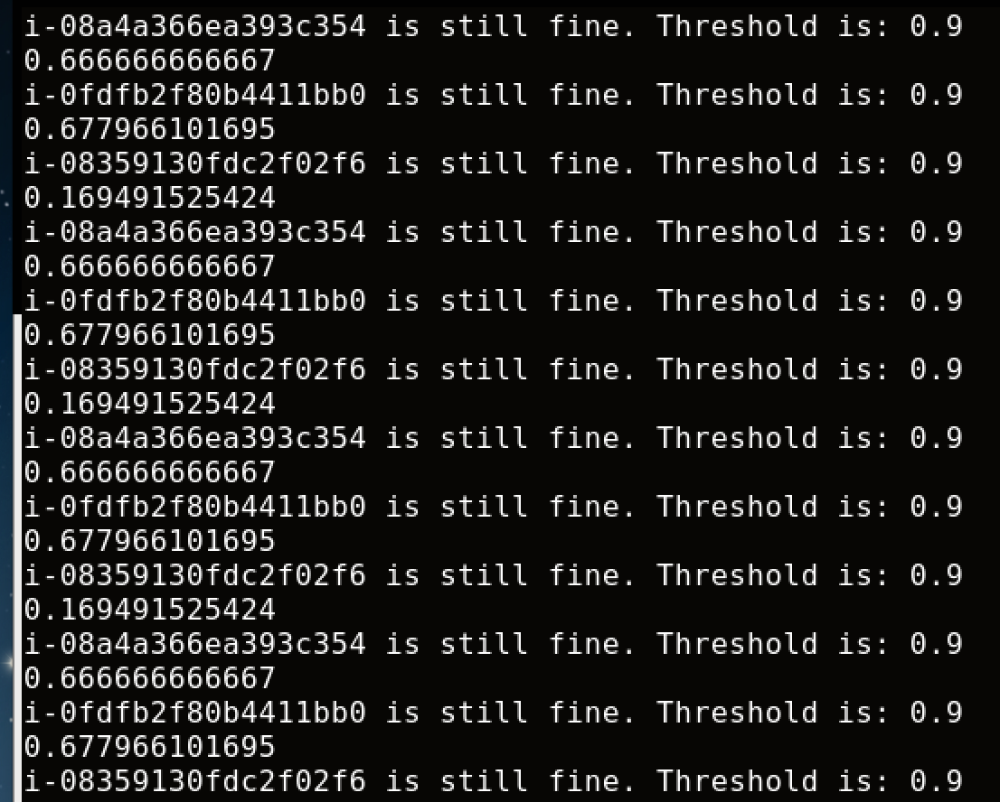 i-08a4a366ea393c354 is still fine. Threshold is: 0.9
0.666666666667
i-0fdfb2f80b4411bb0 is still fine. Threshold is: 0.9
0.677966101695
i-08359130fdc2f02f6 is still fine. Threshold is: 0.9
0.169491525424
i-08a4a366ea393c354 is still fine. Threshold is: 0.9
0.666666666667
i-0fdfb2f80b4411bb0 is still fine. Threshold is: 0.9
0.677966101695
i-08359130fdc2f02f6 is still fine. Threshold is: 0.9
0.169491525424
i-08a4a366ea393c354 is still fine. Threshold is: 0.9
0.666666666667
i-0fdfb2f80b4411bb0 is still fine. Threshold is: 0.9
0.677966101695
i-08359130fdc2f02f6 is still fine. Threshold is: 0.9
0.169491525424
i-08a4a366ea393c354 is still fine. Threshold is: 0.9
0.666666666667
i-0fdfb2f80b4411bb0 is still fine. Threshold is: 0.9
0.677966101695
i-08359130fdc2f02f6 is still fine. Threshold is: 0.9